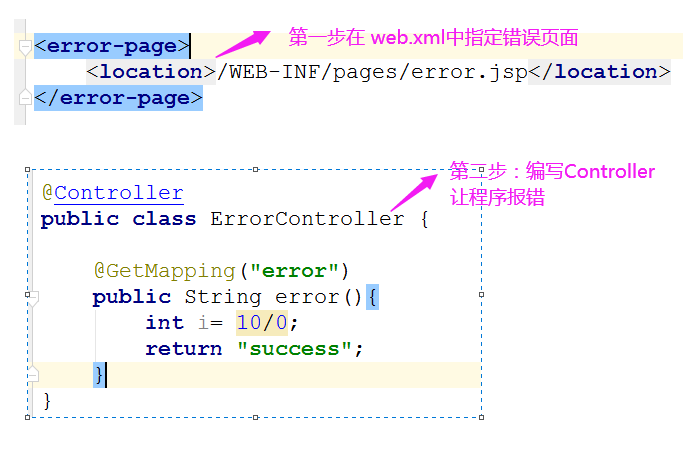 第一步在 web.xml中指定错误页面
<error-page>
<location>/WEB-INF/pages/error.jsp</location>
</error-page>
第二步：编写Controller
让程序报错
@Controller
public class ErrorController {
@GetMapping("error")
public String error(){
int i= 10/0;
return "success";
}
}